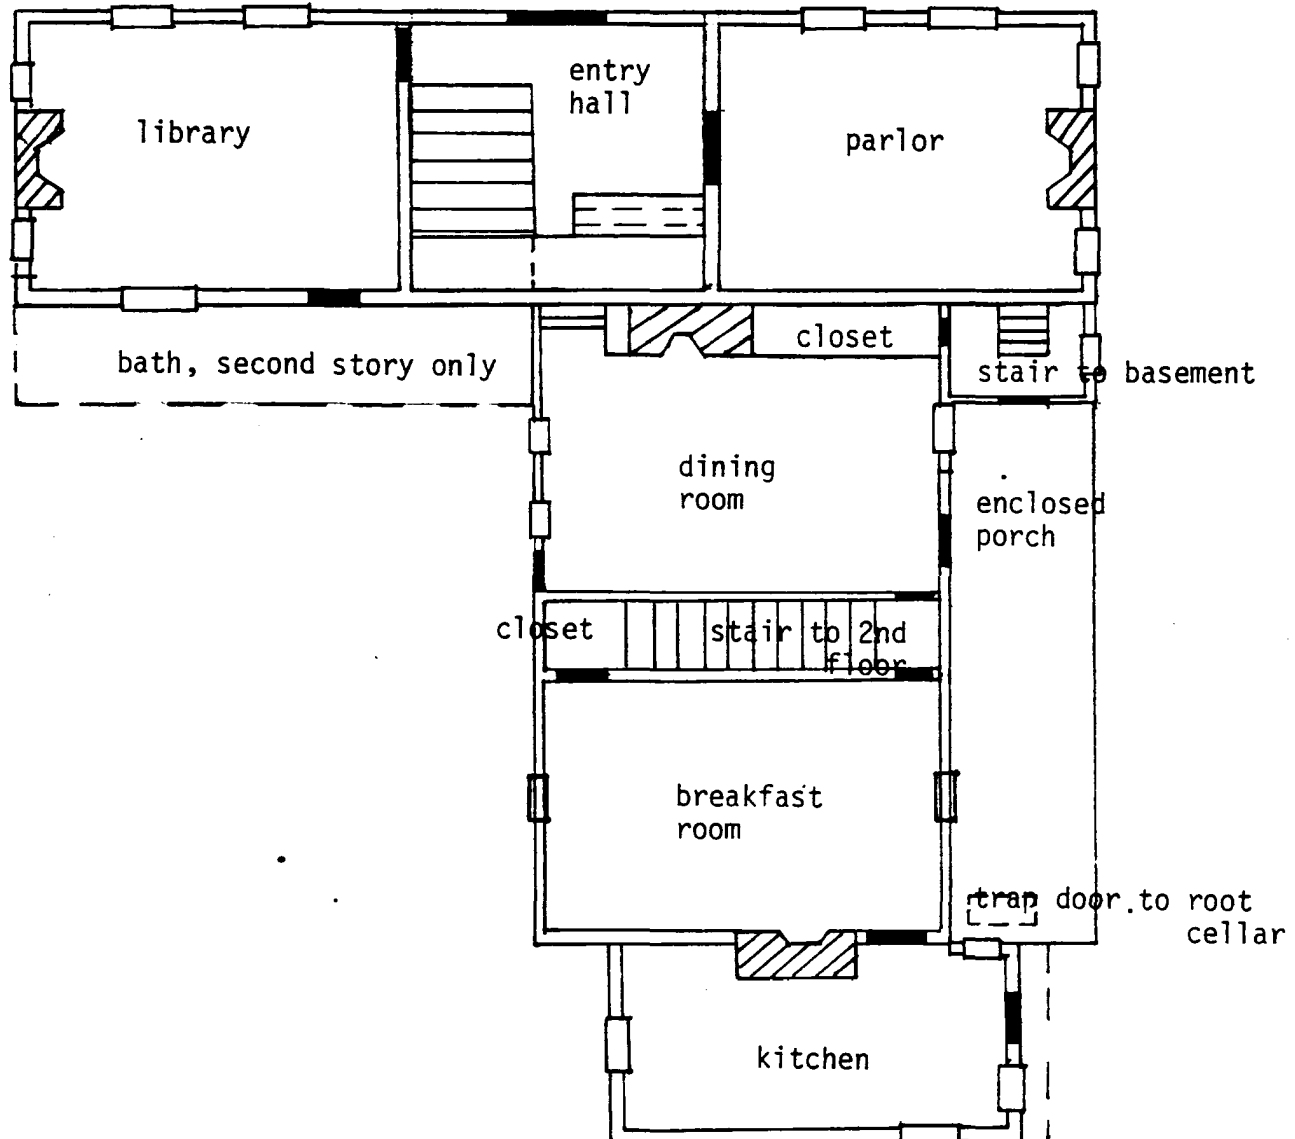 entry
hall
library
parlor
closet
bath, second story only
stair to basement
dining
room
enclosed
porch
closet
stair to 2nd
floor
breakfast
room
trap door to root
cellar
kitchen